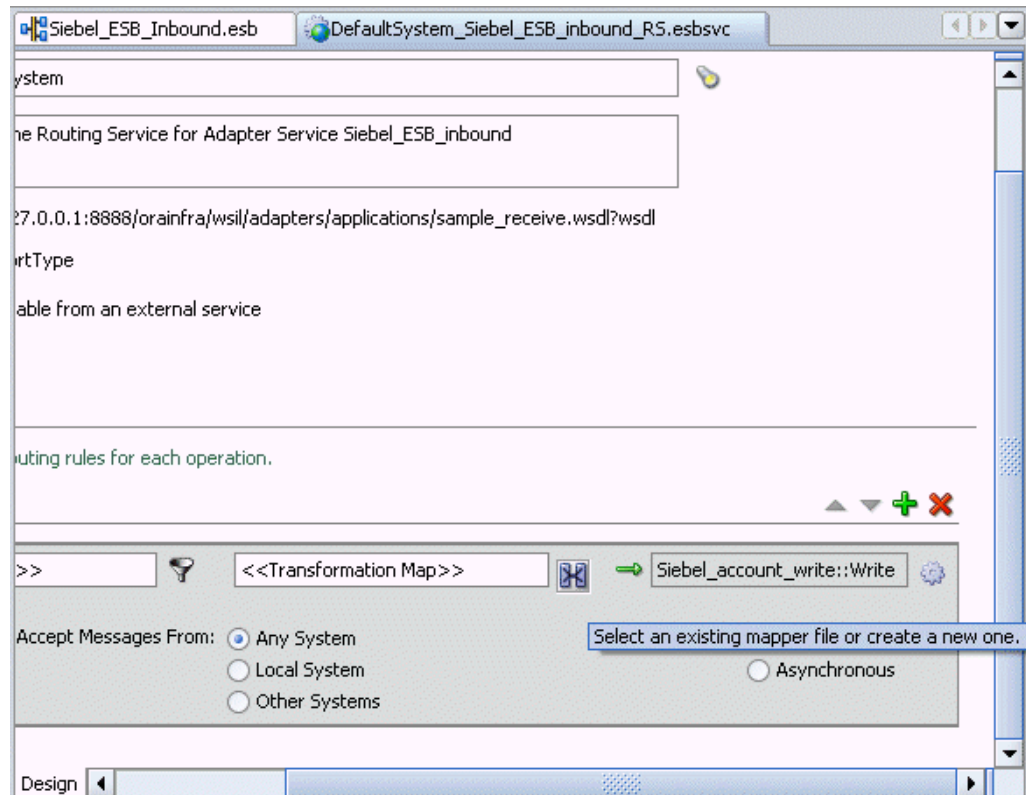 Siebel_ESB_Inbound.esb DefaultSystem_Siebel_ESB_inbound_RS.esbsvc
ystem
ne Routing Service for Adapter Service Siebel_ESB_inbound
27.0.0.1:8888/orainfra/wsil/adapters/applications/sample_receive.wsdl?wsdl
ortType
able from an external service
uting rules for each operation.
>> <<Transformation Map>> Siebel_account_write::Write
Accept Messages From: Any System Select an existing mapper file or create a new one.
Local System Asynchronous
Other Systems
Design